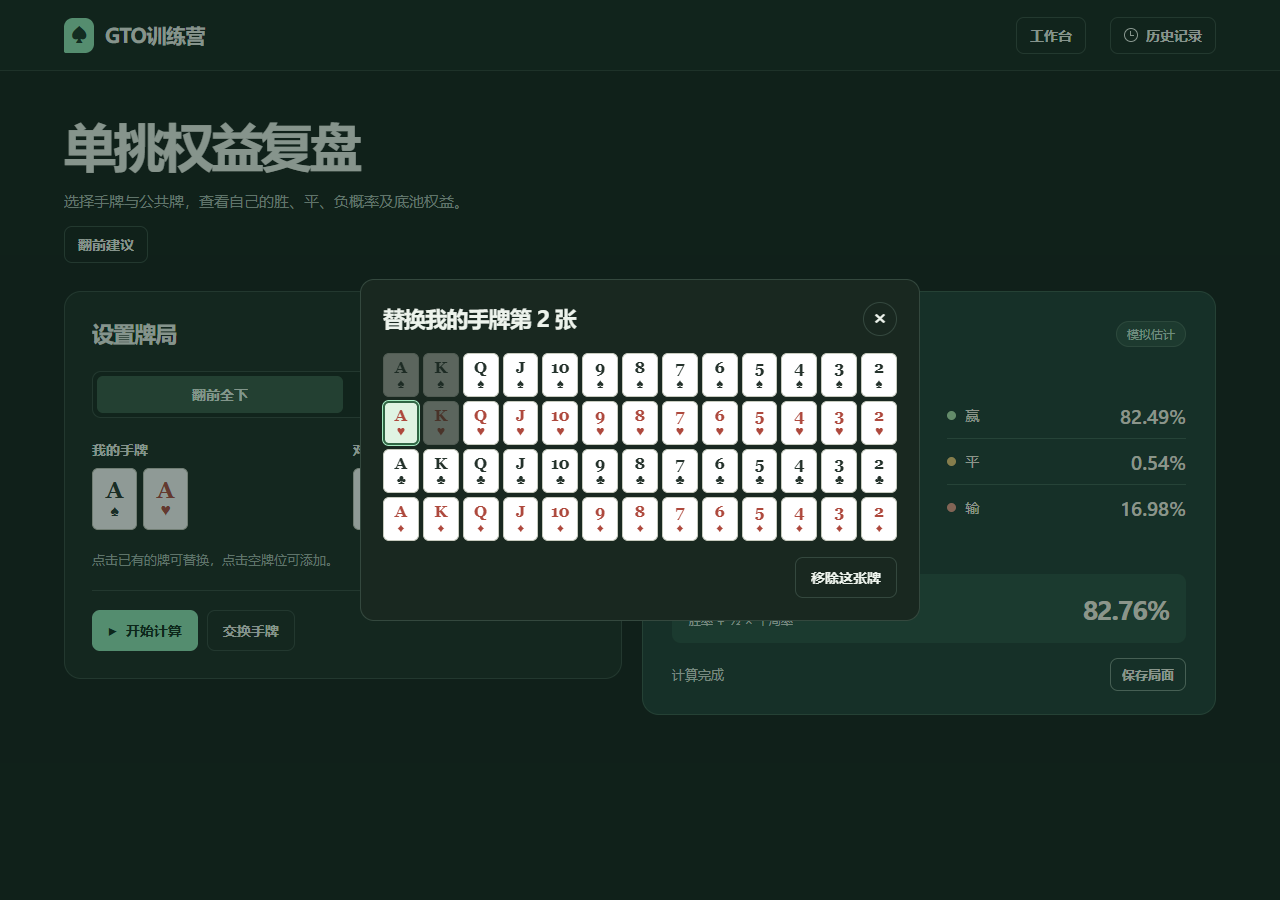 GTO训练营
工作台
历史记录
单挑权益复盘
选择手牌与公共牌，查看自己的胜、平、负概率及底池权益。
翻前建议
设置牌局
翻前全下
我的手牌
A♠ A♥
点击已有的牌可替换，点击空牌位可添加。
▶ 开始计算
交换手牌
替换我的手牌第 2 张
×
A♠ K♠ Q♠ J♠ 10♠ 9♠ 8♠ 7♠ 6♠ 5♠ 4♠ 3♠ 2♠
A♥ K♥ Q♥ J♥ 10♥ 9♥ 8♥ 7♥ 6♥ 5♥ 4♥ 3♥ 2♥
A♣ K♣ Q♣ J♣ 10♣ 9♣ 8♣ 7♣ 6♣ 5♣ 4♣ 3♣ 2♣
A♦ K♦ Q♦ J♦ 10♦ 9♦ 8♦ 7♦ 6♦ 5♦ 4♦ 3♦ 2♦
移除这张牌
模拟估计
赢 82.49%
平 0.54%
输 16.98%
82.76%
计算完成
保存局面